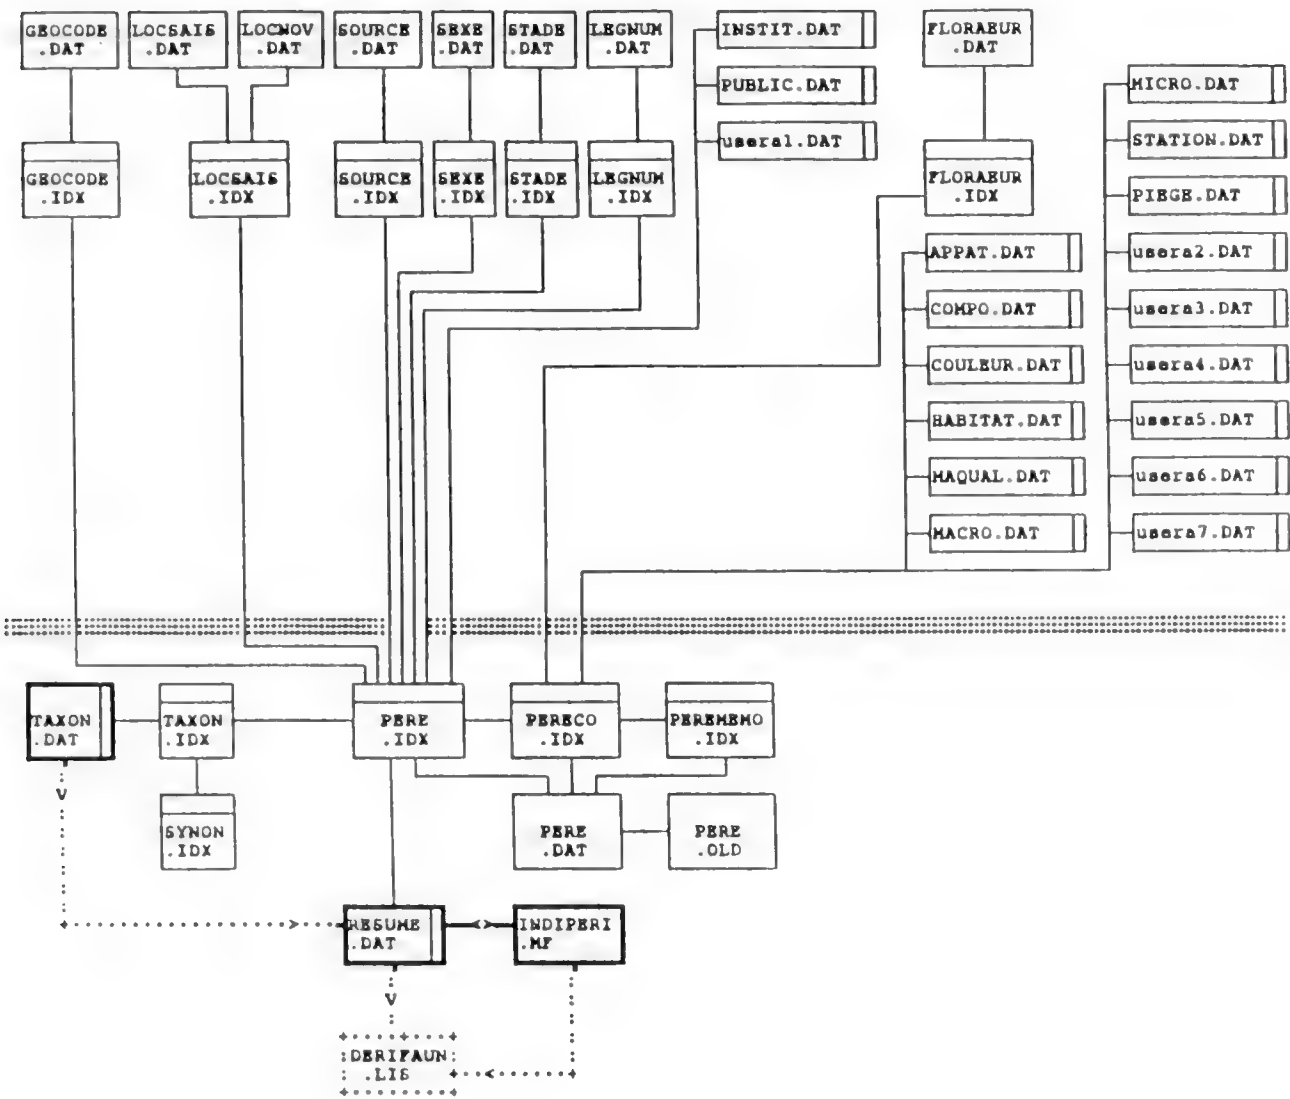 GEOCODE
.DAT
LOCSAIS
.DAT
LOCNOV
.DAT
SOURCE
.DAT
SEXE
.DAT
STADE
.DAT
LEGNUM
.DAT
INSTIT.DAT
PUBLIC.DAT
usera1.DAT
FLORAEUR
.DAT
GEOCODE
.IDX
LOCSAIS
.IDX
SOURCE
.IDX
SEXE
.IDX
STADE
.IDX
LEGNUM
.IDX
FLORAEUR
.IDX
APPAT.DAT
COMPO.DAT
COULEUR.DAT
HABITAT.DAT
MAQUAL.DAT
MACRO.DAT
MICRO.DAT
STATION.DAT
PIEGE.DAT
usera2.DAT
usera3.DAT
usera4.DAT
usera5.DAT
usera6.DAT
usera7.DAT
TAXON
.DAT
TAXON
.IDX
PERE
.IDX
PERECO
.IDX
PEREMEMO
.IDX
SYNON
.IDX
PERE
.DAT
PERE
.OLD
RESUME
.DAT
INDIPERI
.MF
DERIFAUN
.LIS